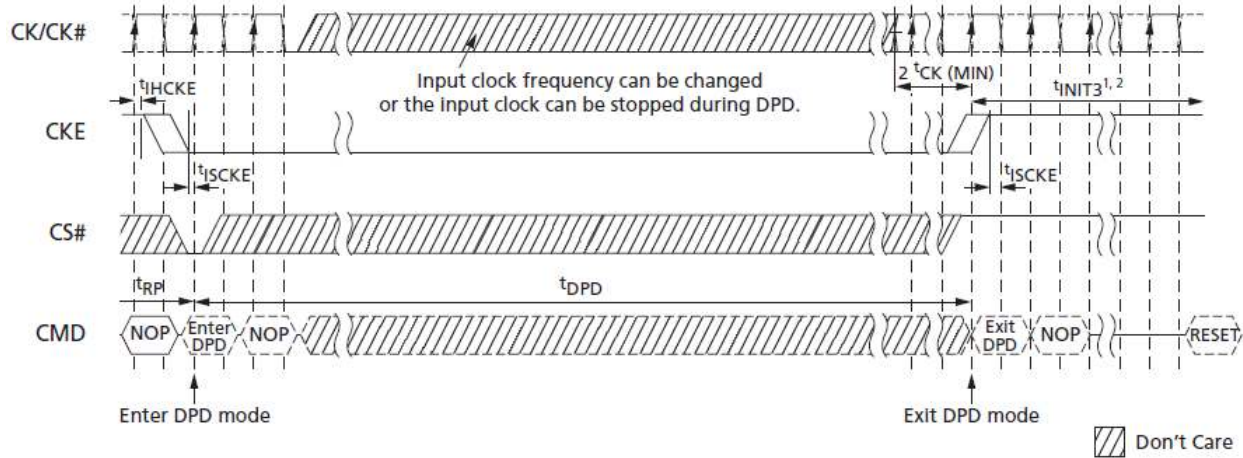 CK/CK#
Input clock frequency can be changed
or the input clock can be stopped during DPD.
2 tCK (MIN)
tIHCKE
tINIT3 1, 2
CKE
tISCKE
tISCKE
CS#
tRP
tDPD
CMD
NOP
Enter
DPD
NOP
Exit
DPD
NOP
RESET
Enter DPD mode
Exit DPD mode
Don't Care